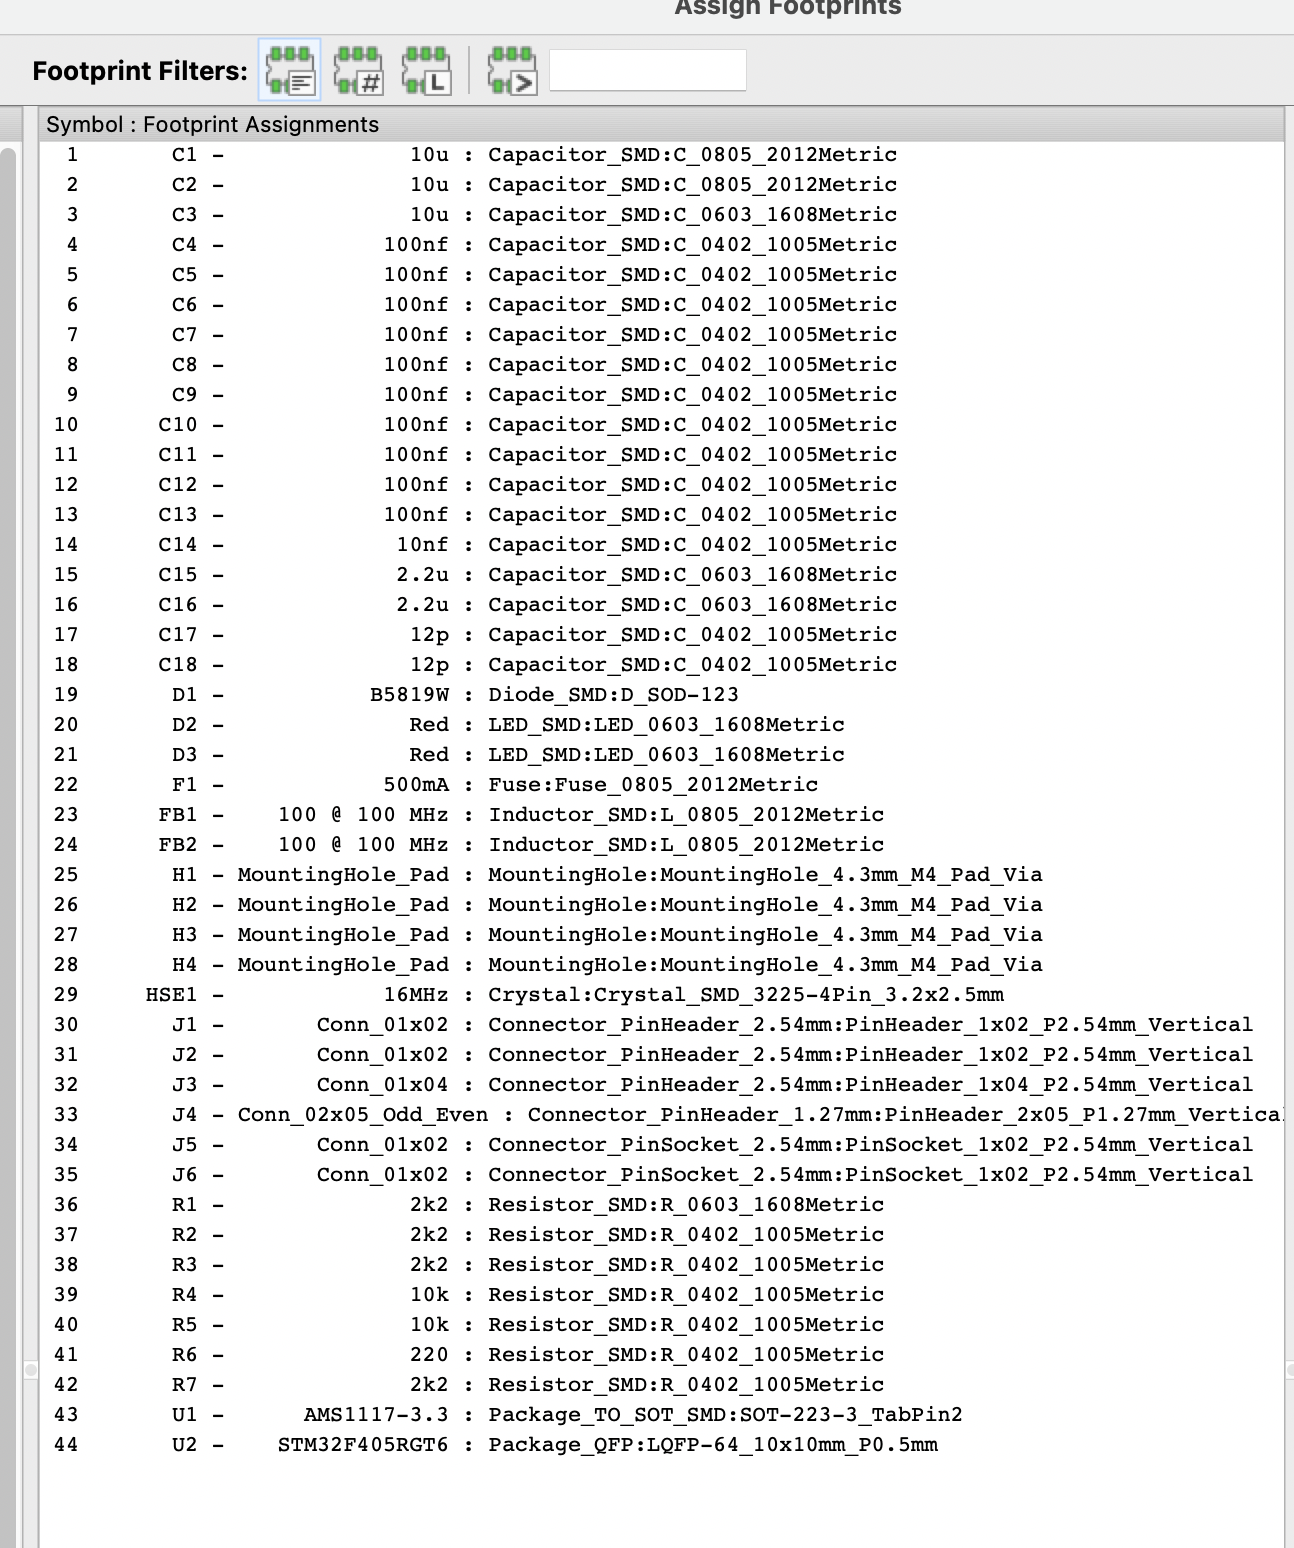 Assign Footprints
Footprint Filters:
Symbol : Footprint Assignments
1 C1 - 10u : Capacitor_SMD:C_0805_2012Metric
2 C2 - 10u : Capacitor_SMD:C_0805_2012Metric
3 C3 - 10u : Capacitor_SMD:C_0603_1608Metric
4 C4 - 100nf : Capacitor_SMD:C_0402_1005Metric
5 C5 - 100nf : Capacitor_SMD:C_0402_1005Metric
6 C6 - 100nf : Capacitor_SMD:C_0402_1005Metric
7 C7 - 100nf : Capacitor_SMD:C_0402_1005Metric
8 C8 - 100nf : Capacitor_SMD:C_0402_1005Metric
9 C9 - 100nf : Capacitor_SMD:C_0402_1005Metric
10 C10 - 100nf : Capacitor_SMD:C_0402_1005Metric
11 C11 - 100nf : Capacitor_SMD:C_0402_1005Metric
12 C12 - 100nf : Capacitor_SMD:C_0402_1005Metric
13 C13 - 100nf : Capacitor_SMD:C_0402_1005Metric
14 C14 - 10nf : Capacitor_SMD:C_0402_1005Metric
15 C15 - 2.2u : Capacitor_SMD:C_0603_1608Metric
16 C16 - 2.2u : Capacitor_SMD:C_0603_1608Metric
17 C17 - 12p : Capacitor_SMD:C_0402_1005Metric
18 C18 - 12p : Capacitor_SMD:C_0402_1005Metric
19 D1 - B5819W : Diode_SMD:D_SOD-123
20 D2 - Red : LED_SMD:LED_0603_1608Metric
21 D3 - Red : LED_SMD:LED_0603_1608Metric
22 F1 - 500mA : Fuse:Fuse_0805_2012Metric
23 FB1 - 100 @ 100 MHz : Inductor_SMD:L_0805_2012Metric
24 FB2 - 100 @ 100 MHz : Inductor_SMD:L_0805_2012Metric
25 H1 - MountingHole_Pad : MountingHole:MountingHole_4.3mm_M4_Pad_Via
26 H2 - MountingHole_Pad : MountingHole:MountingHole_4.3mm_M4_Pad_Via
27 H3 - MountingHole_Pad : MountingHole:MountingHole_4.3mm_M4_Pad_Via
28 H4 - MountingHole_Pad : MountingHole:MountingHole_4.3mm_M4_Pad_Via
29 HSE1 - 16MHz : Crystal:Crystal_SMD_3225-4Pin_3.2x2.5mm
30 J1 - Conn_01x02 : Connector_PinHeader_2.54mm:PinHeader_1x02_P2.54mm_Vertical
31 J2 - Conn_01x02 : Connector_PinHeader_2.54mm:PinHeader_1x02_P2.54mm_Vertical
32 J3 - Conn_01x04 : Connector_PinHeader_2.54mm:PinHeader_1x04_P2.54mm_Vertical
33 J4 - Conn_02x05_Odd_Even : Connector_PinHeader_1.27mm:PinHeader_2x05_P1.27mm_Vertical
34 J5 - Conn_01x02 : Connector_PinSocket_2.54mm:PinSocket_1x02_P2.54mm_Vertical
35 J6 - Conn_01x02 : Connector_PinSocket_2.54mm:PinSocket_1x02_P2.54mm_Vertical
36 R1 - 2k2 : Resistor_SMD:R_0603_1608Metric
37 R2 - 2k2 : Resistor_SMD:R_0402_1005Metric
38 R3 - 2k2 : Resistor_SMD:R_0402_1005Metric
39 R4 - 10k : Resistor_SMD:R_0402_1005Metric
40 R5 - 10k : Resistor_SMD:R_0402_1005Metric
41 R6 - 220 : Resistor_SMD:R_0402_1005Metric
42 R7 - 2k2 : Resistor_SMD:R_0402_1005Metric
43 U1 - AMS1117-3.3 : Package_TO_SOT_SMD:SOT-223-3_TabPin2
44 U2 - STM32F405RGT6 : Package_QFP:LQFP-64_10x10mm_P0.5mm